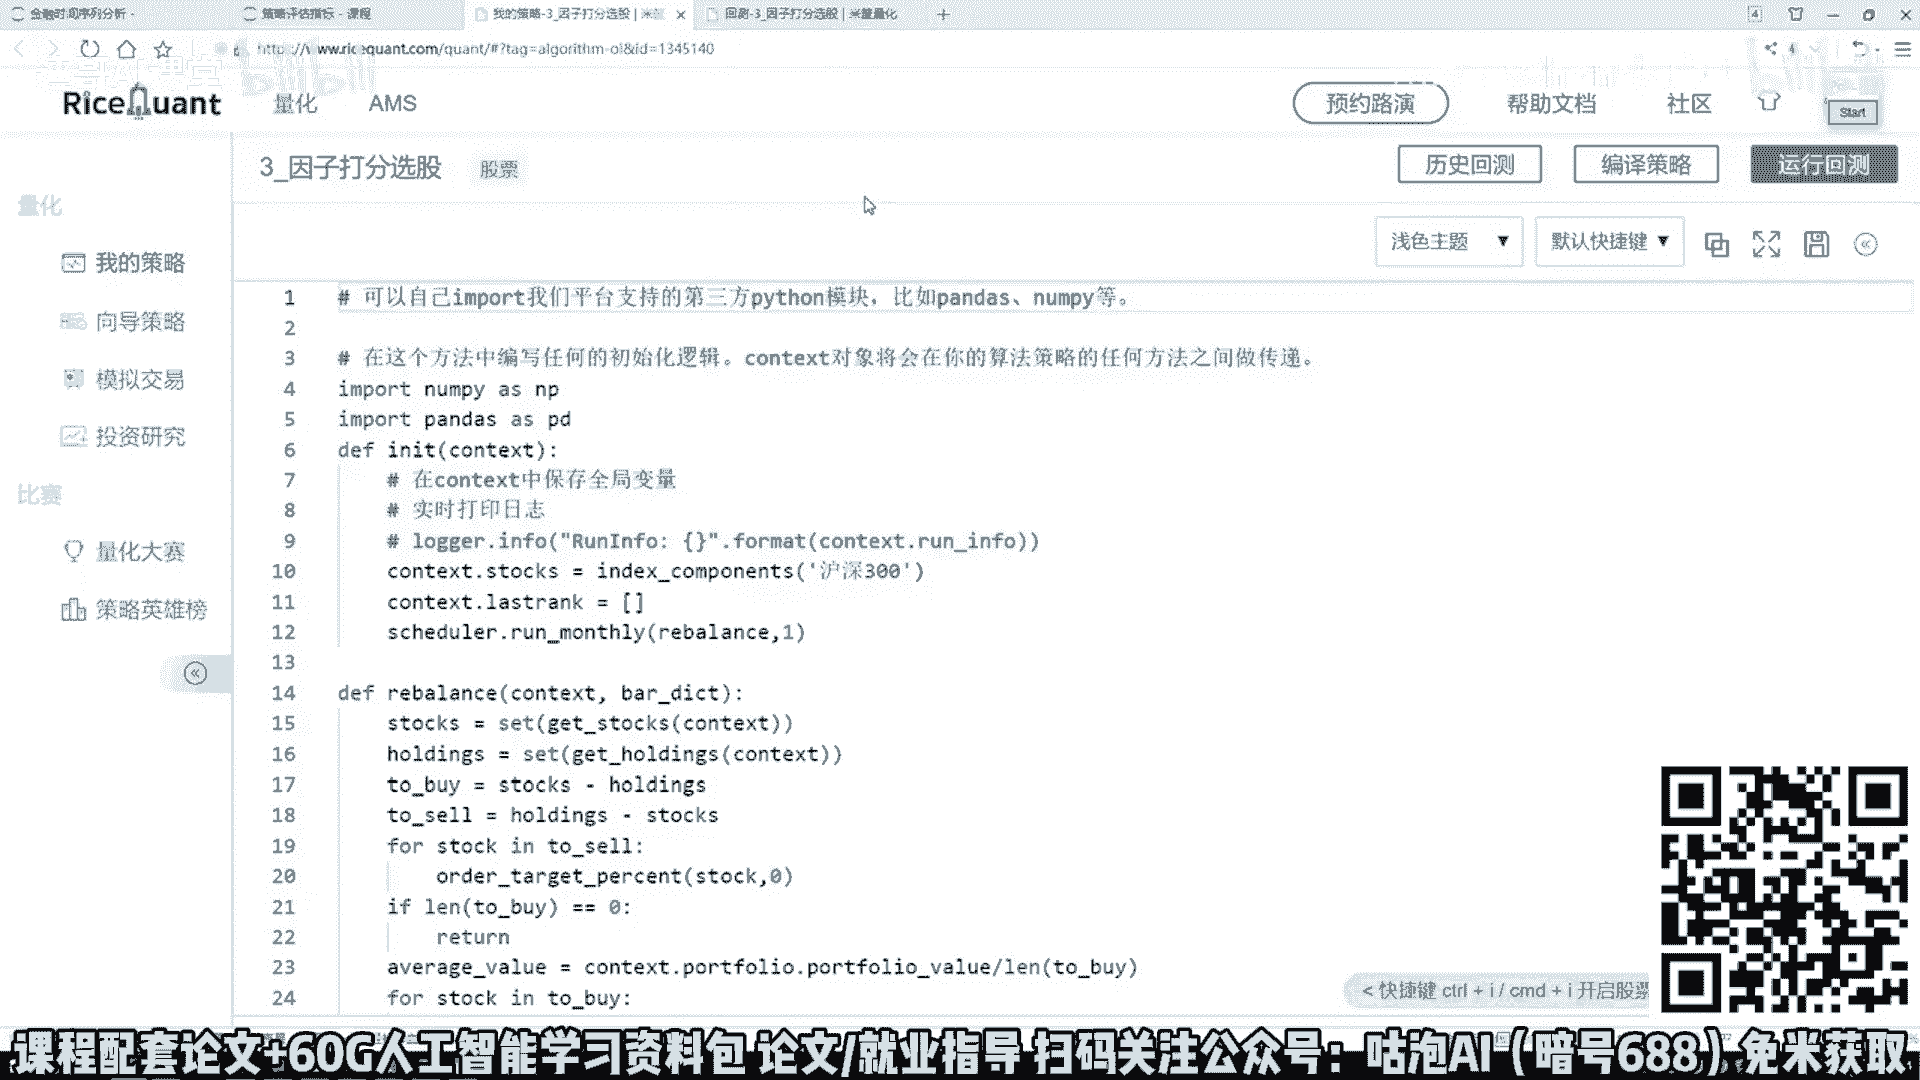 金融时间序列分析 -
策略评估指标 - 课程
我的策略-3_因子打分选股 | 米筐
回测-3_因子打分选股 | 米筐量化
4
https://www.ricequant.com/quant/#?tag=algorithm-ol&id=1345140
4
bilibili
RiceQuant
量化
AMS
预约路演
帮助文档
社区
Start
3_因子打分选股
股票
历史回测
编译策略
运行回测
浅色主题
默认快捷键
量化
我的策略
向导策略
模拟交易
投资研究
比赛
量化大赛
策略英雄榜
1 # 可以自己import我们平台支持的第三方python模块，比如pandas、numpy等。
2
3 # 在这个方法中编写任何的初始化逻辑。context对象将会在你的算法策略的任何方法之间做传递。
4 import numpy as np
5 import pandas as pd
6 def init(context):
7 # 在context中保存全局变量
8 # 实时打印日志
9 # logger.info("RunInfo: {}".format(context.run_info))
10 context.stocks = index_components('沪深300')
11 context.lastrank = []
12 scheduler.run_monthly(rebalance,1)
13
14 def rebalance(context, bar_dict):
15 stocks = set(get_stocks(context))
16 holdings = set(get_holdings(context))
17 to_buy = stocks - holdings
18 to_sell = holdings - stocks
19 for stock in to_sell:
20 order_target_percent(stock,0)
21 if len(to_buy) == 0:
22 return
23 average_value = context.portfolio.portfolio_value/len(to_buy)
24 for stock in to_buy:
< 快捷键 ctrl + i / cmd + i 开启股票
课程配套论文+60G人工智能学习资料包 论文/就业指导 扫码关注公众号：咕泡AI（暗号688）免米获取